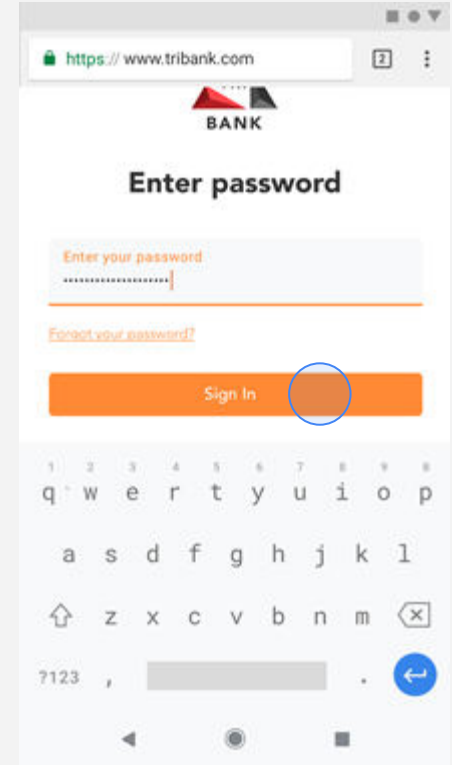 https:// www.tribank.com 2
BANK
Enter password
Enter your password
Forgot your password?
Sign In
1 2 3 4 5 6 7 8 9
q w e r t y u i o p
a s d f g h j k l
z x c v b n m
?123 , .